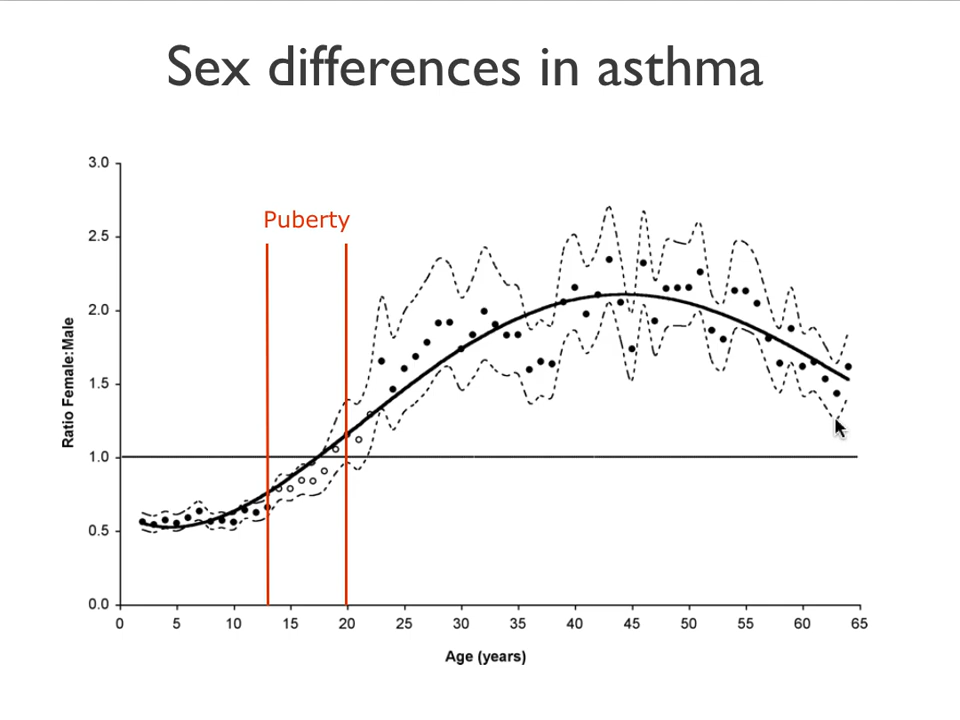 Sex differences in asthma
3.0
Puberty
2.5
2.0
1.5
1.0
0.5
0.0
Ratio Female:Male
0 5 10 15 20 25 30 35 40 45 50 55 60 65
Age (years)